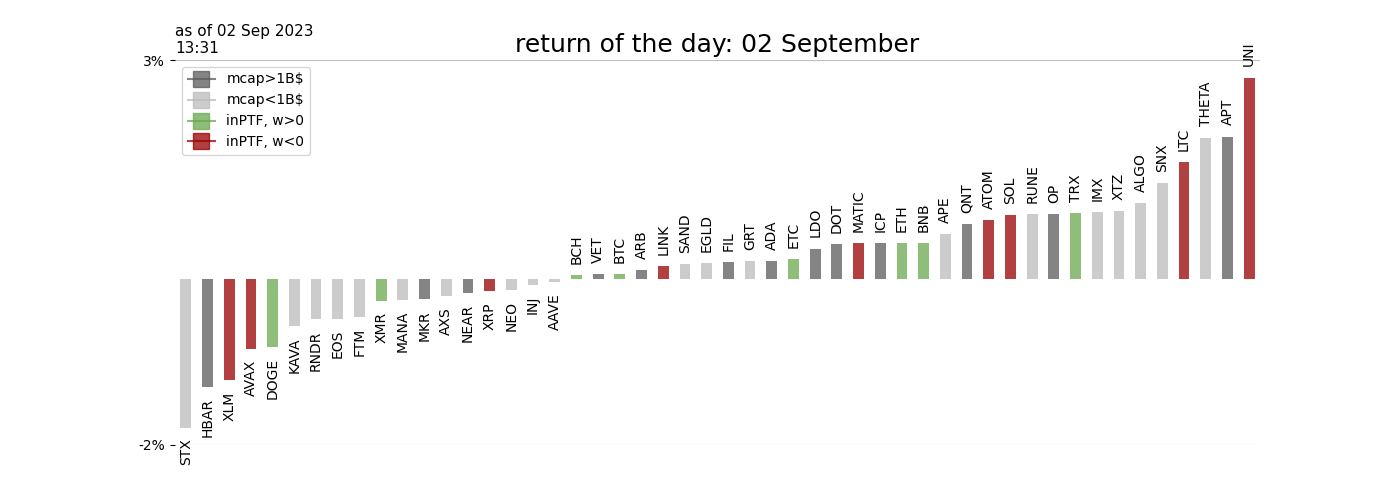 as of 02 Sep 2023
13:31
return of the day: 02 September
3%
mcap>1B$
mcap<1B$
inPTF, w>0
inPTF, w<0
-2%
STX
HBAR
XLM
AVAX
DOGE
KAVA
RNDR
EOS
FTM
XMR
MANA
MKR
AXS
NEAR
XRP
NEO
INJ
AAVE
BCH
VET
BTC
ARB
LINK
SAND
EGLD
FIL
GRT
ADA
ETC
LDO
DOT
MATIC
ICP
ETH
BNB
APE
QNT
ATOM
SOL
RUNE
OP
TRX
IMX
XTZ
ALGO
SNX
LTC
THETA
APT
UNI